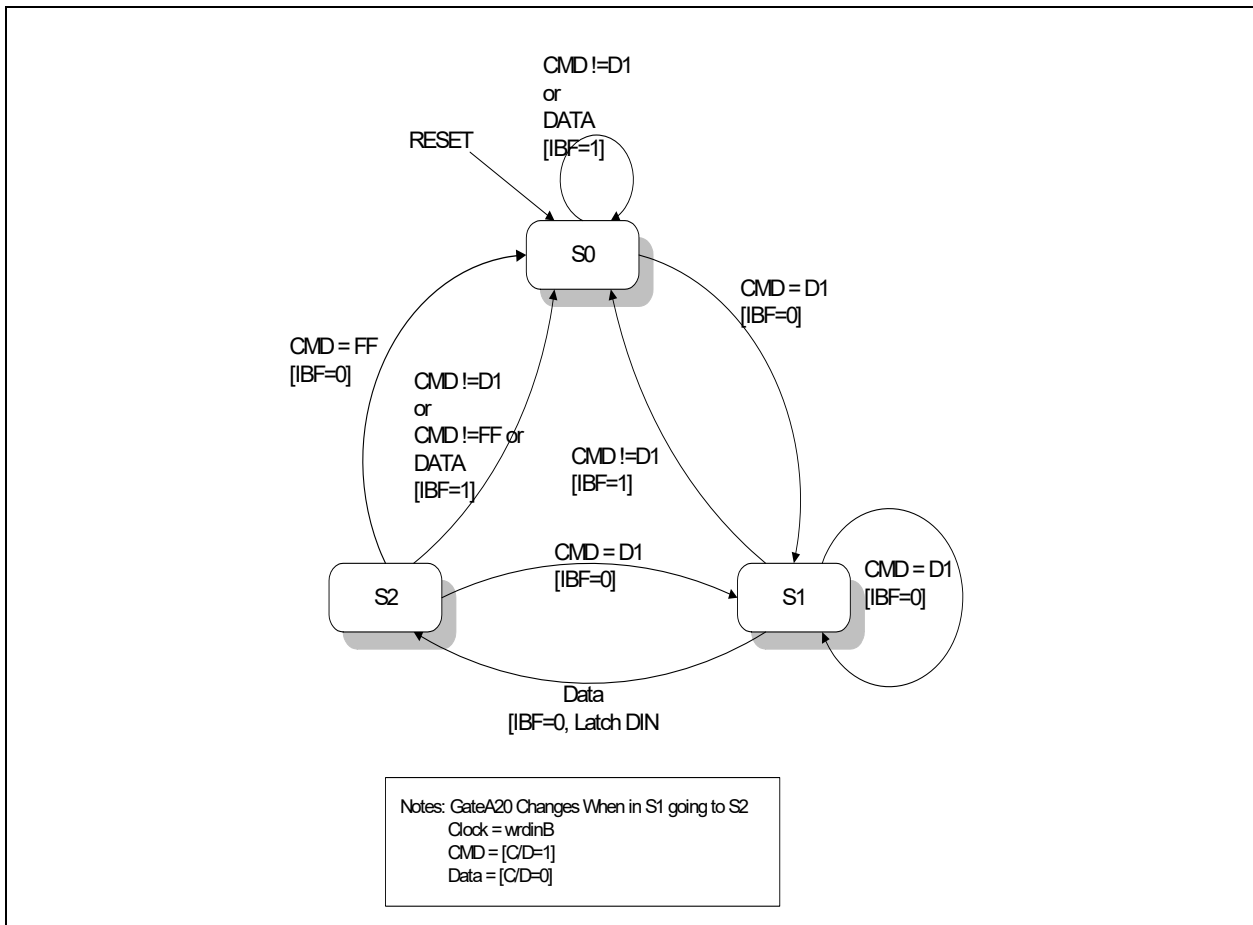 CMD !=D1
or
DATA
[IBF=1]
RESET
S0
CMD = D1
[IBF=0]
CMD = FF
[IBF=0]
CMD !=D1
or
CMD !=FF or
DATA
[IBF=1]
CMD !=D1
[IBF=1]
CMD = D1
[IBF=0]
CMD = D1
[IBF=0]
S2
S1
Data
[IBF=0, Latch DIN
Notes: GateA20 Changes When in S1 going to S2
Clock = wrdinB
CMD = [C/D=1]
Data = [C/D=0]